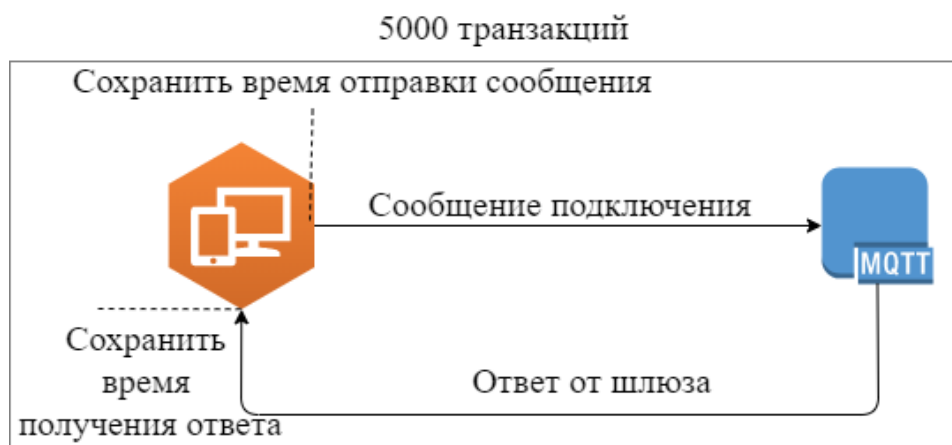 5000 транзакций
Сохранить время отправки сообщения
Сообщение подключения
MQTT
Сохранить
время
получения ответа
Ответ от шлюза